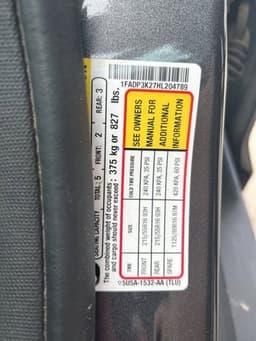 1FADP3K27HL204789
CAPACITY TOTAL: 5 FRONT: 2 REAR: 3
The combined weight of occupants
and cargo should never exceed : 375 kg or 827 lbs.
TIRE SIZE COLD TIRE PRESSURE
FRONT 215/55R16 93H 240 KPA, 35 PSI
REAR 215/55R16 93H 240 KPA, 35 PSI
SPARE T125/80R16 97M 420 KPA, 60 PSI
SEE OWNERS
MANUAL FOR
ADDITIONAL
INFORMATION
5U5A-1532-AA (TLU)